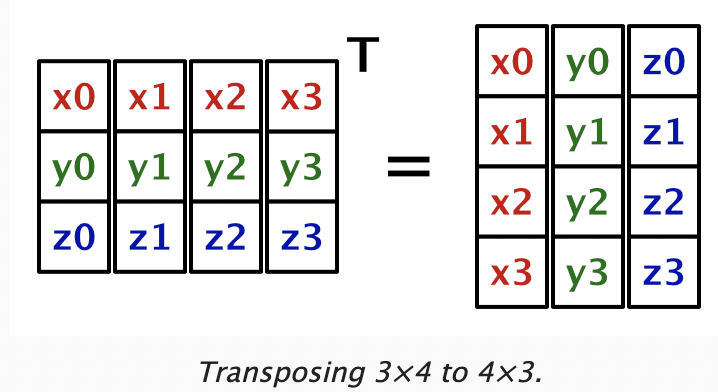 T
x0 x1 x2 x3
y0 y1 y2 y3
z0 z1 z2 z3
=
x0 y0 z0
x1 y1 z1
x2 y2 z2
x3 y3 z3
Transposing 3×4 to 4×3.